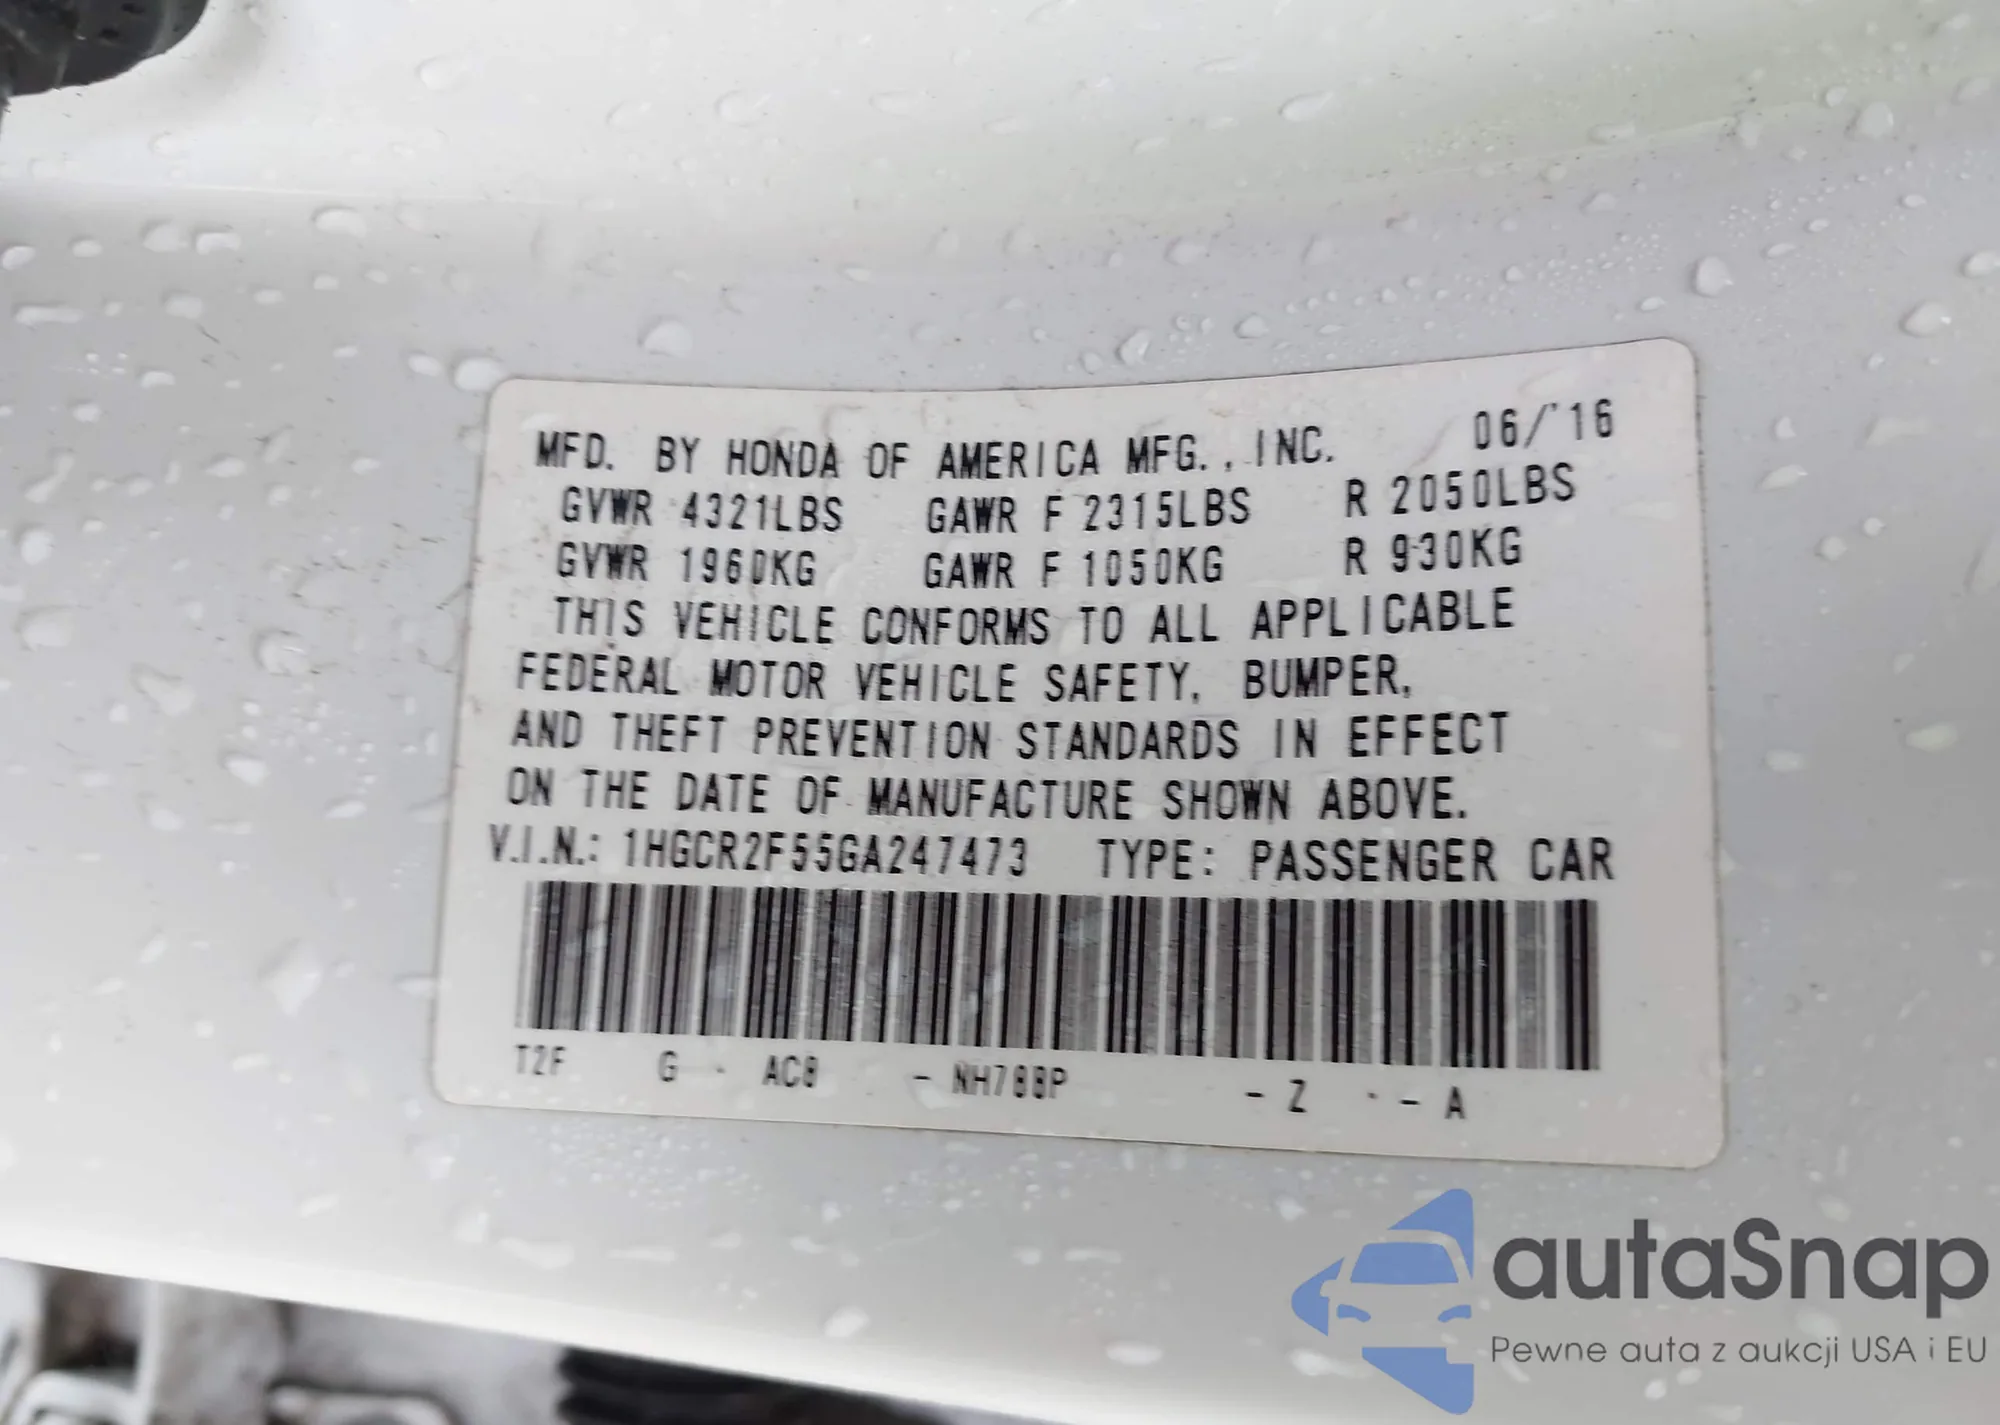 MFD. BY HONDA OF AMERICA MFG., INC. 06/'16
GVWR 4321LBS GAWR F 2315LBS R 2050LBS
GVWR 1960KG GAWR F 1050KG R 930KG
THIS VEHICLE CONFORMS TO ALL APPLICABLE
FEDERAL MOTOR VEHICLE SAFETY, BUMPER,
AND THEFT PREVENTION STANDARDS IN EFFECT
ON THE DATE OF MANUFACTURE SHOWN ABOVE.
V.I.N.: 1HGCR2F55GA247473 TYPE: PASSENGER CAR
T2F G - AC8 - NH788P - Z - - A
autaSnap
Pewne auta z aukcji USA i EU